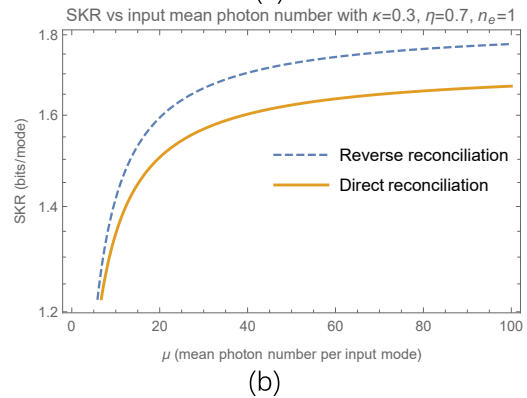 SKR vs input mean photon number with κ=0.3, η=0.7, nₑ=1
1.8
1.6
1.4
1.2
SKR (bits/mode)
Reverse reconciliation
Direct reconciliation
0 20 40 60 80 100
μ (mean photon number per input mode)
(b)